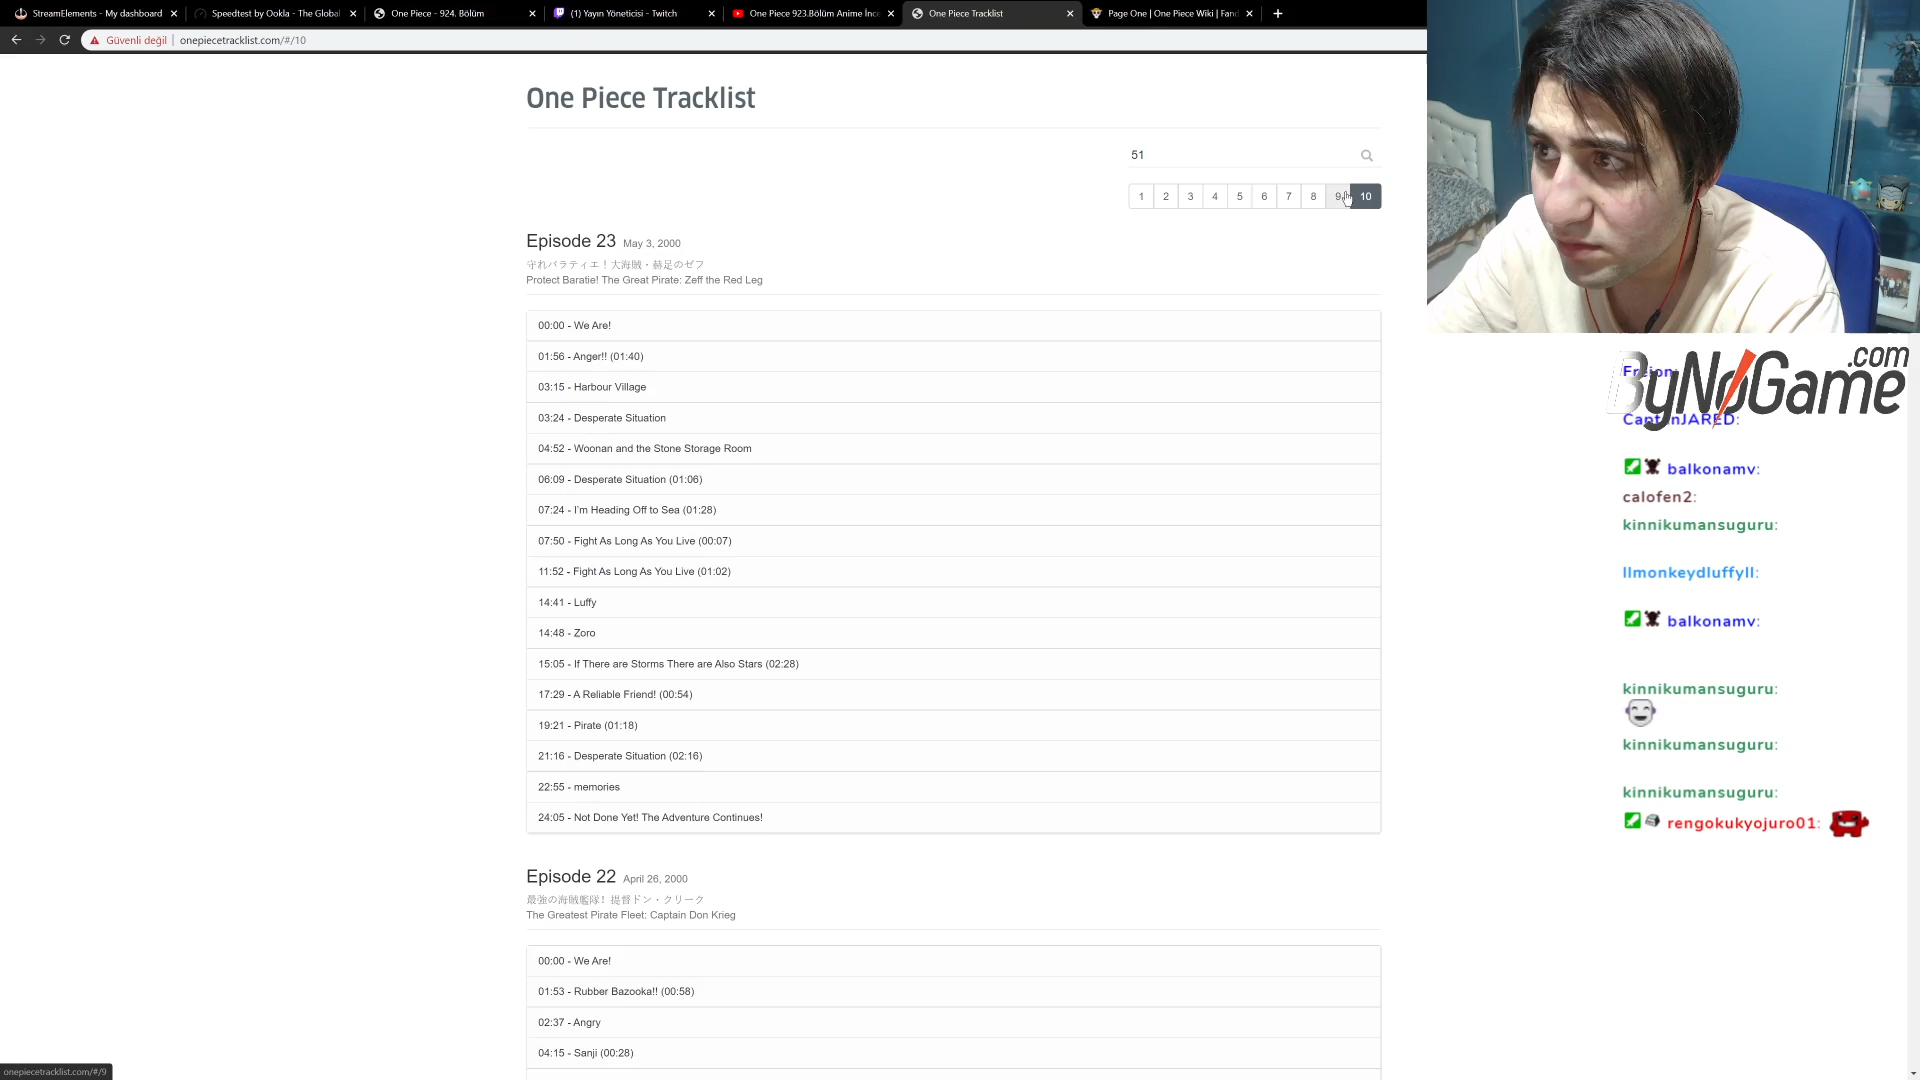 StreamElements - My dashboard
Speedtest by Ookla - The Global
One Piece - 924. Bölüm
(1) Yayın Yöneticisi - Twitch
One Piece 923.Bölüm Anime İnce
One Piece Tracklist
Page One | One Piece Wiki | Fand
Güvenli değil | onepiecetracklist.com/#/10
One Piece Tracklist
51
1 2 3 4 5 6 7 8 9 10
Episode 23 May 3, 2000
守れバラティエ！大海賊・赫足のゼフ
Protect Baratie! The Great Pirate: Zeff the Red Leg
00:00 - We Are!
01:56 - Anger!! (01:40)
03:15 - Harbour Village
03:24 - Desperate Situation
04:52 - Woonan and the Stone Storage Room
06:09 - Desperate Situation (01:06)
07:24 - I'm Heading Off to Sea (01:28)
07:50 - Fight As Long As You Live (00:07)
11:52 - Fight As Long As You Live (01:02)
14:41 - Luffy
14:48 - Zoro
15:05 - If There are Storms There are Also Stars (02:28)
17:29 - A Reliable Friend! (00:54)
19:21 - Pirate (01:18)
21:16 - Desperate Situation (02:16)
22:55 - memories
24:05 - Not Done Yet! The Adventure Continues!
Episode 22 April 26, 2000
最強の海賊艦隊！提督ドン・クリーク
The Greatest Pirate Fleet: Captain Don Krieg
00:00 - We Are!
01:53 - Rubber Bazooka!! (00:58)
02:37 - Angry
04:15 - Sanji (00:28)
onepiecetracklist.com/#/9
ByNoGame.com
CaptinJARED:
balkonamv:
calofen2:
kinnikumansuguru:
llmonkeydluffyll:
balkonamv:
kinnikumansuguru:
kinnikumansuguru:
kinnikumansuguru:
rengokukyojuro01: